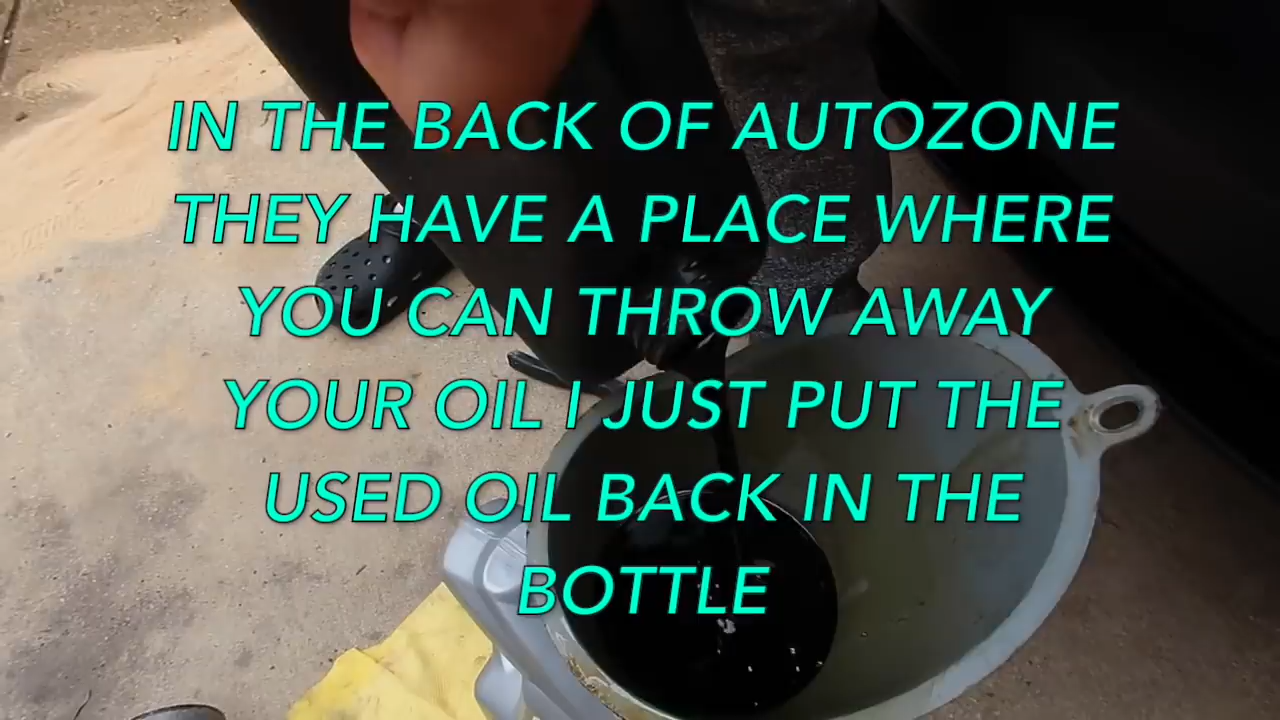 IN THE BACK OF AUTOZONE
THEY HAVE A PLACE WHERE
YOU CAN THROW AWAY
YOUR OIL I JUST PUT THE
USED OIL BACK IN THE
BOTTLE